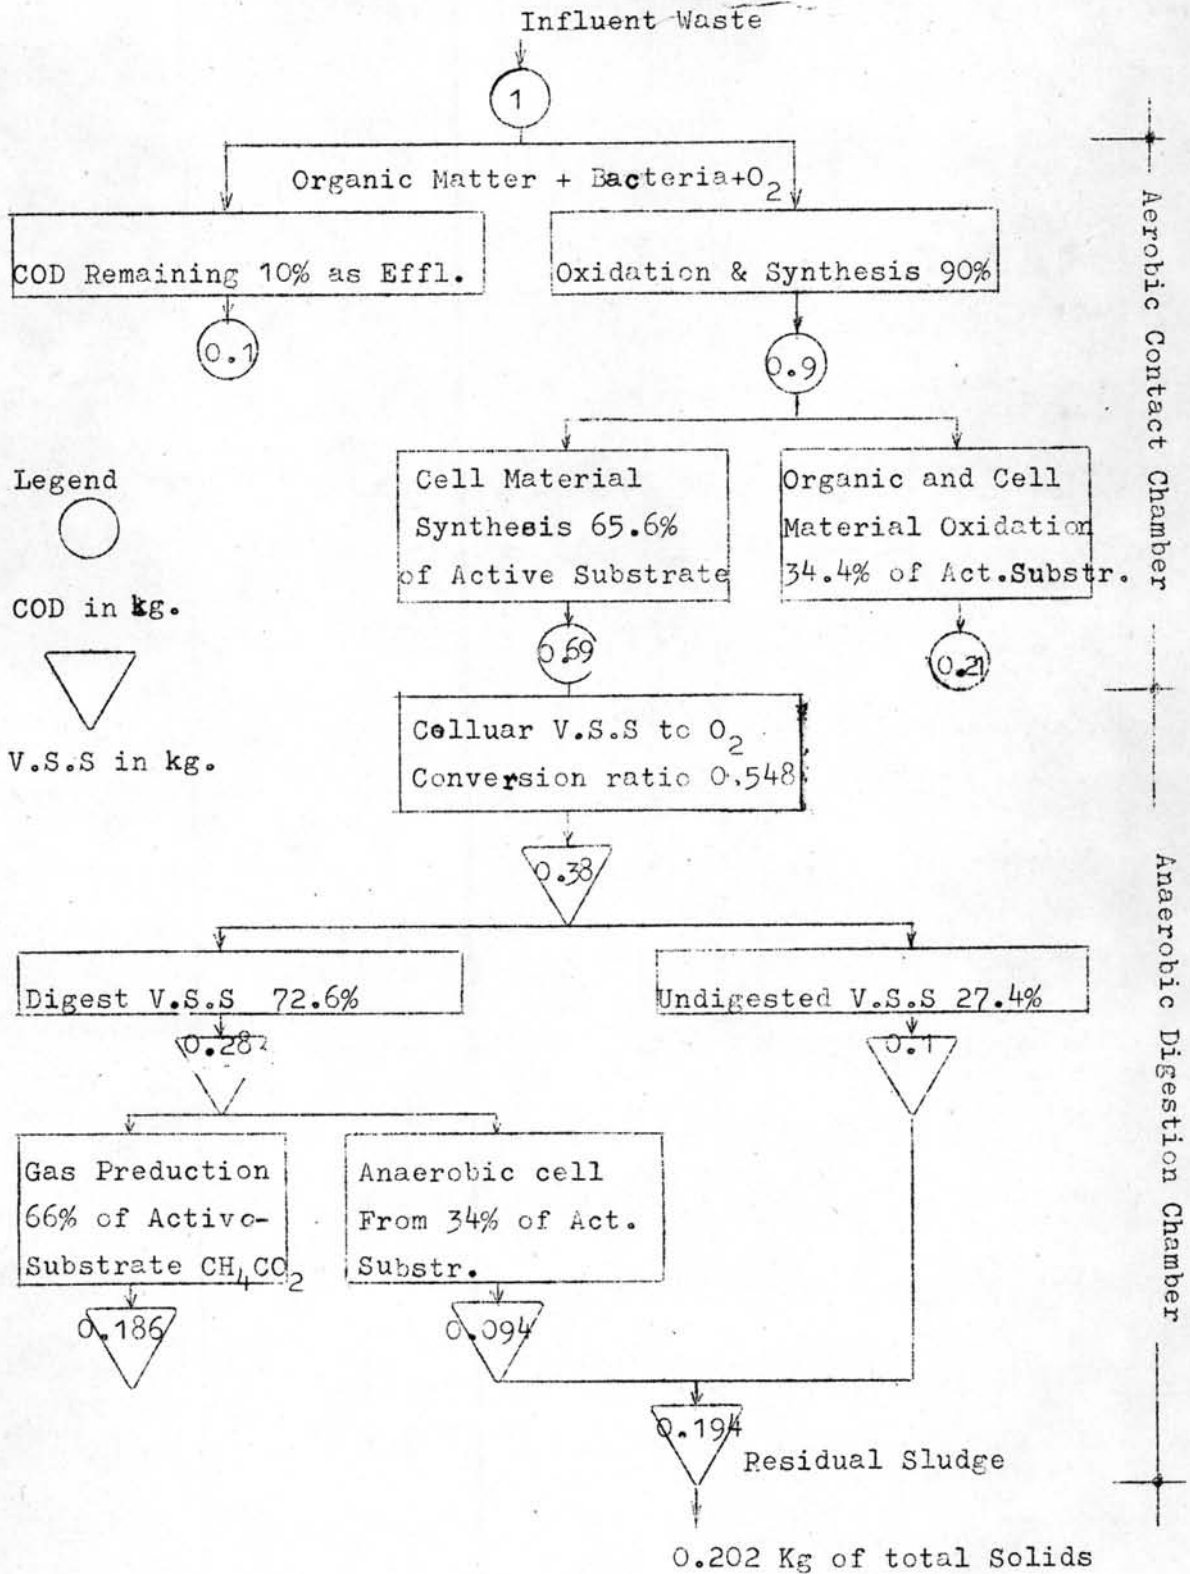 Influent Waste
1
Organic Matter + Bacteria+O2
COD Remaining 10% as Effl.
Oxidation & Synthesis 90%
0.1
0.9
Legend
COD in kg.
V.S.S in kg.
Cell Material
Synthesis 65.6%
of Active Substrate
Organic and Cell
Material Oxidation
34.4% of Act.Substr.
0.69
0.21
Celluar V.S.S to O2
Conversion ratio 0.548
0.38
Digest V.S.S 72.6%
Undigested V.S.S 27.4%
0.28
0.1
Gas Preduction
66% of Active-
Substrate CH4CO2
Anaerobic cell
From 34% of Act.
Substr.
0.186
0.094
0.194
Residual Sludge
0.202 Kg of total Solids
Aerobic Contact Chamber
Anaerobic Digestion Chamber